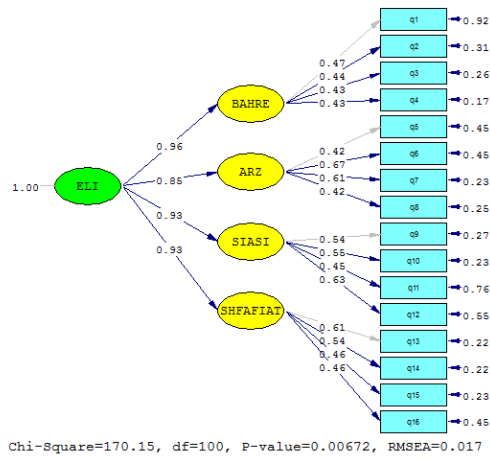 q1 0.92
q2 0.31
0.47
0.44
q3 0.26
0.43
BAHRE
0.43
q4 0.17
q5 0.45
0.96
0.42
q6 0.45
0.67
ARZ
0.61
q7 0.23
1.00
ELI
0.85
0.42
q8 0.25
0.93
0.54
q9 0.27
SIASI
0.55
q10 0.23
0.93
0.45
q11 0.76
0.63
q12 0.55
SHFAFIAT
0.61
q13 0.22
0.54
q14 0.22
0.46
0.46
q15 0.23
q16 0.45
Chi-Square=170.15, df=100, P-value=0.00672, RMSEA=0.017